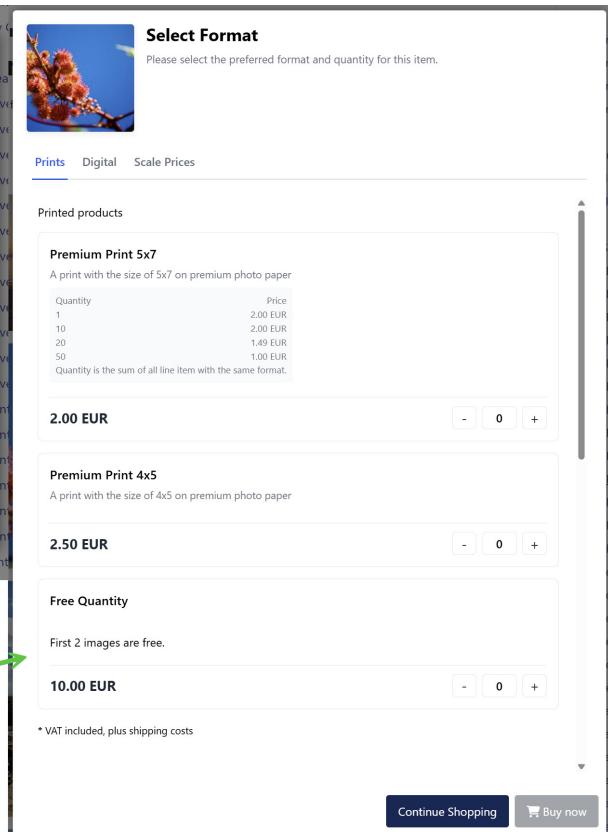 Select Format
Please select the preferred format and quantity for this item.
Prints Digital Scale Prices
Printed products
Premium Print 5x7
A print with the size of 5x7 on premium photo paper
Quantity Price
1 2.00 EUR
10 2.00 EUR
20 1.49 EUR
50 1.00 EUR
Quantity is the sum of all line item with the same format.
2.00 EUR - 0 +
Premium Print 4x5
A print with the size of 4x5 on premium photo paper
2.50 EUR - 0 +
Free Quantity
First 2 images are free.
10.00 EUR - 0 +
* VAT included, plus shipping costs
Continue Shopping Buy now